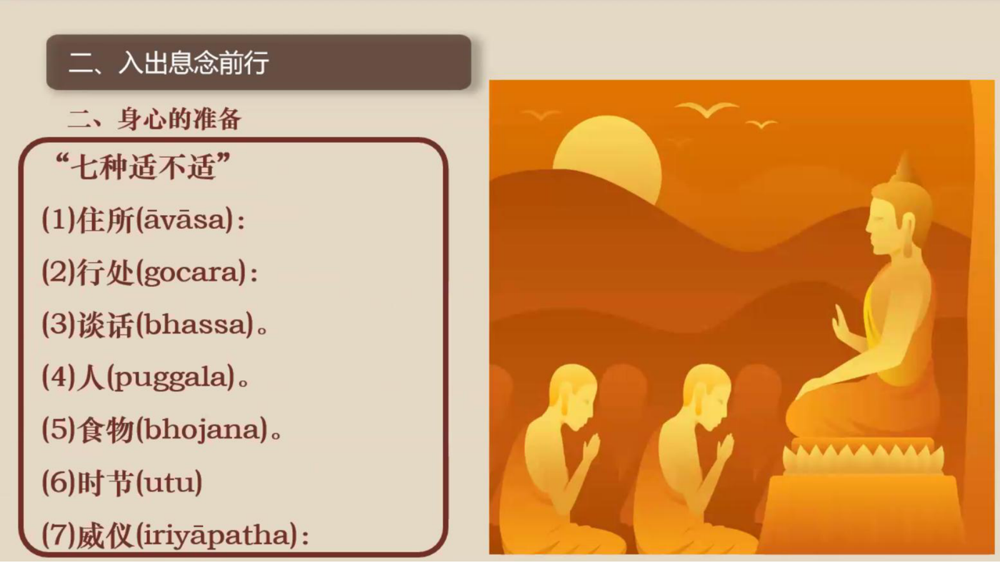 二、入出息念前行
二、身心的准备
“七种适不适”
(1)住所(āvāsa)：
(2)行处(gocara)：
(3)谈话(bhassa)。
(4)人(puggala)。
(5)食物(bhojana)。
(6)时节(utu)
(7)威仪(iriyāpatha)：